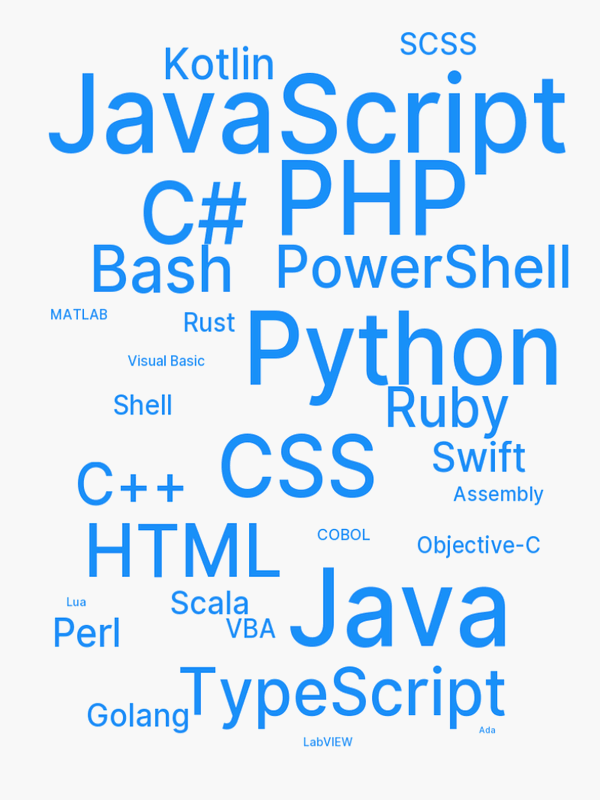 SCSS
Kotlin
JavaScript
C# PHP
Bash PowerShell
MATLAB
Rust
Python
Visual Basic
Shell
Ruby
Swift
CSS
C++
Assembly
HTML
COBOL
Objective-C
Lua
Scala
Java
VBA
Perl
TypeScript
Golang
Ada
LabVIEW